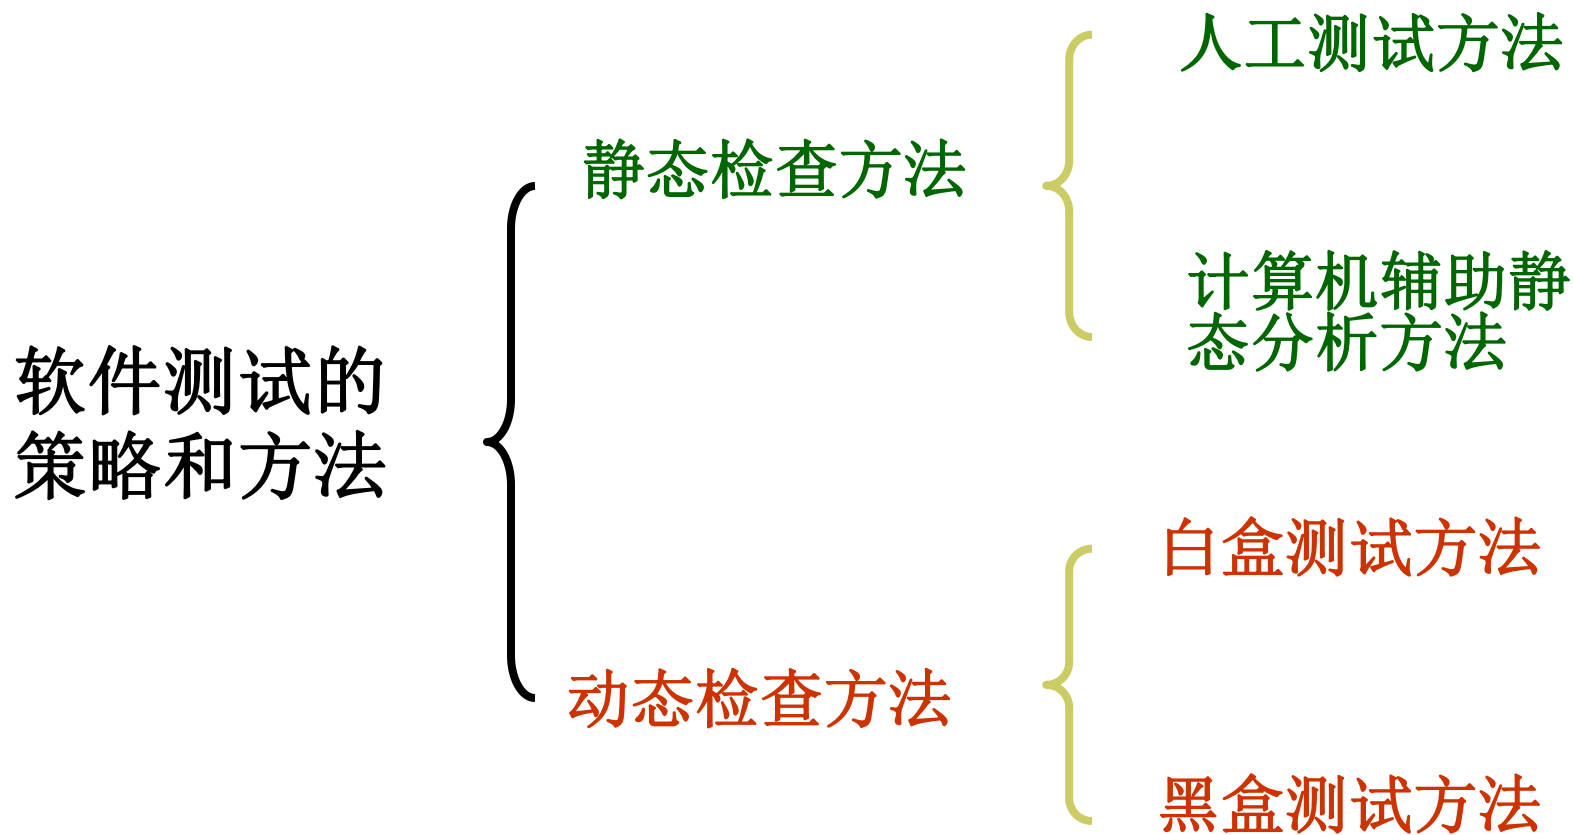 人工测试方法
静态检查方法
计算机辅助静
态分析方法
软件测试的
策略和方法
白盒测试方法
动态检查方法
黑盒测试方法